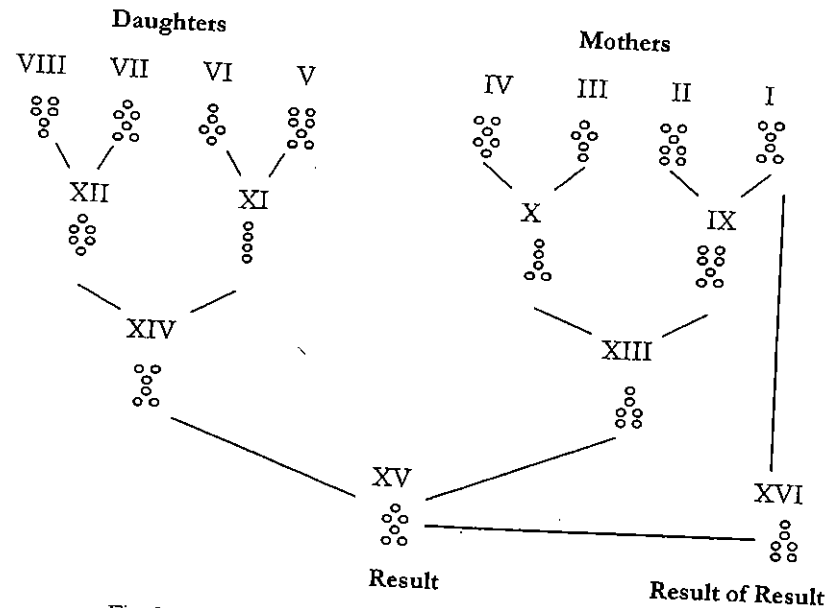 Daughters
Mothers
VIII VII VI V
IV III II I
XII XI
X IX
XIV
XIII
XV
XVI
Result
Result of Result